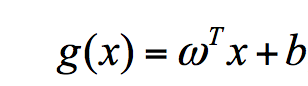 g(x) = ω^T x + b